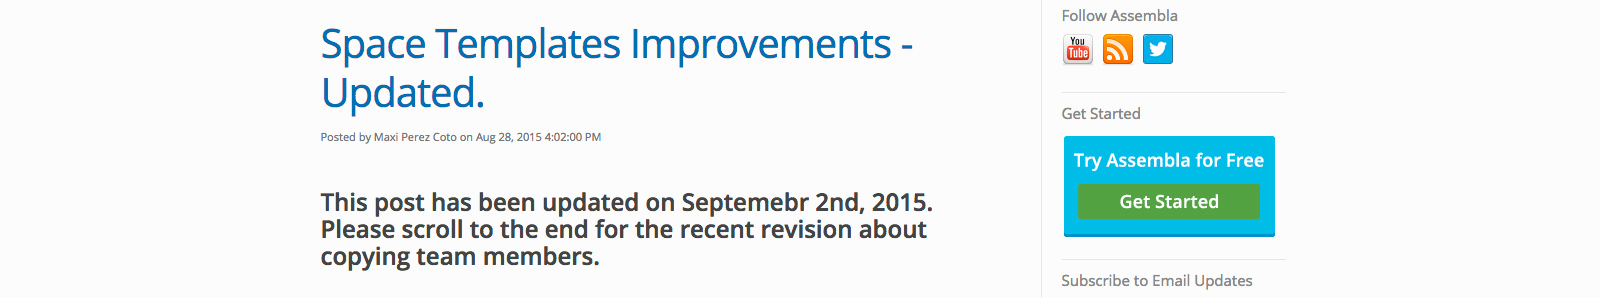 Space Templates Improvements -
Updated.
Posted by Maxi Perez Coto on Aug 28, 2015 4:02:00 PM
This post has been updated on Septemebr 2nd, 2015.
Please scroll to the end for the recent revision about
copying team members.
Follow Assembla
You
Tube
Get Started
Try Assembla for Free
Get Started
Subscribe to Email Updates